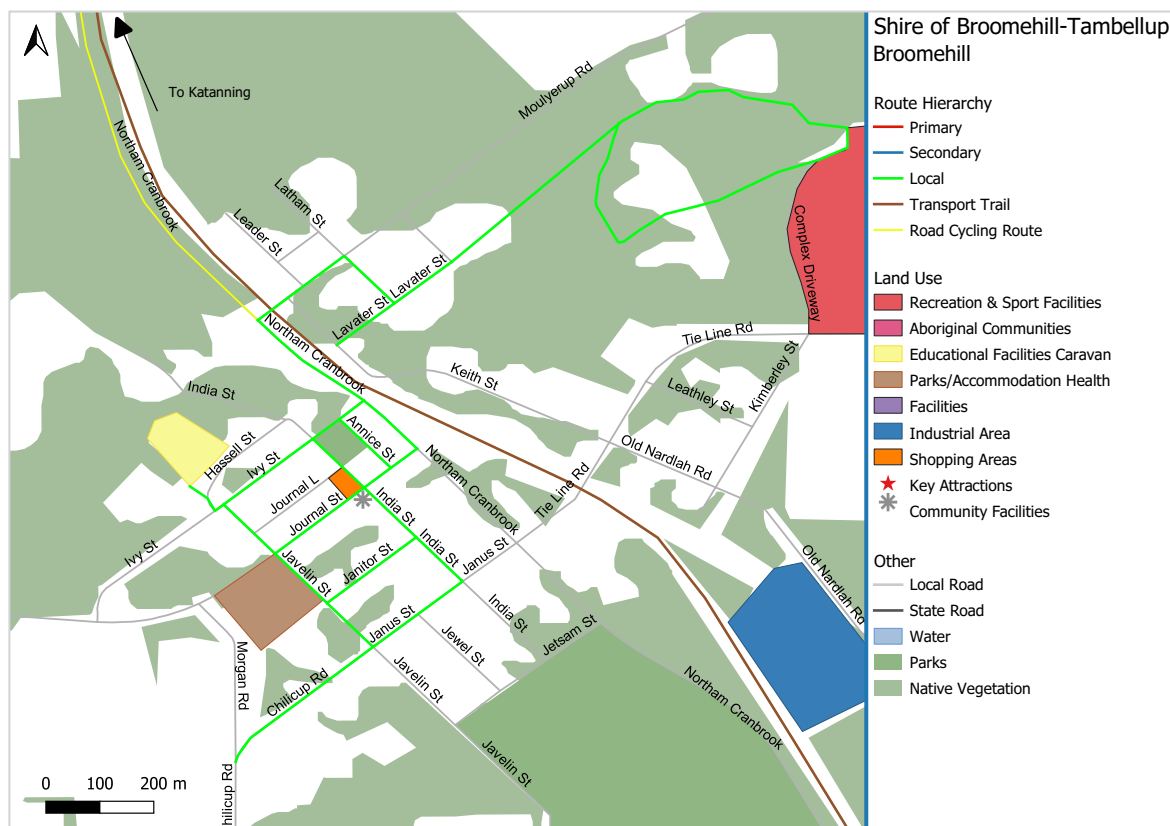 Shire of Broomehill-Tambellup
Broomehill
Route Hierarchy
Primary
Secondary
Local
Transport Trail
Road Cycling Route
Land Use
Recreation & Sport Facilities
Aboriginal Communities
Educational Facilities Caravan
Parks/Accommodation Health
Facilities
Industrial Area
Shopping Areas
Key Attractions
Community Facilities
Other
Local Road
State Road
Water
Parks
Native Vegetation
To Katanning
Moulyerup Rd
Northam Cranbrook
Latham St
Leader St
Lavater St
Lavater St
Complex Driveway
Northam Cranbrook
Tie Line Rd
Keith St
Kimberley St
Leathley St
India St
Annice St
Hassell St
Ivy St
Old Nardlah Rd
Northam Cranbrook
Journal L
Journal St
India St
Tie Line Rd
India St
Janus St
Ivy St
Javelin St
Janitor St
Old Nardlah Rd
India St
Janus St
Jewel St
Jetsam St
Morgan Rd
Javelin St
Chilicup Rd
Northam Cranbrook
Javelin St
hilicup Rd
0 100 200 m